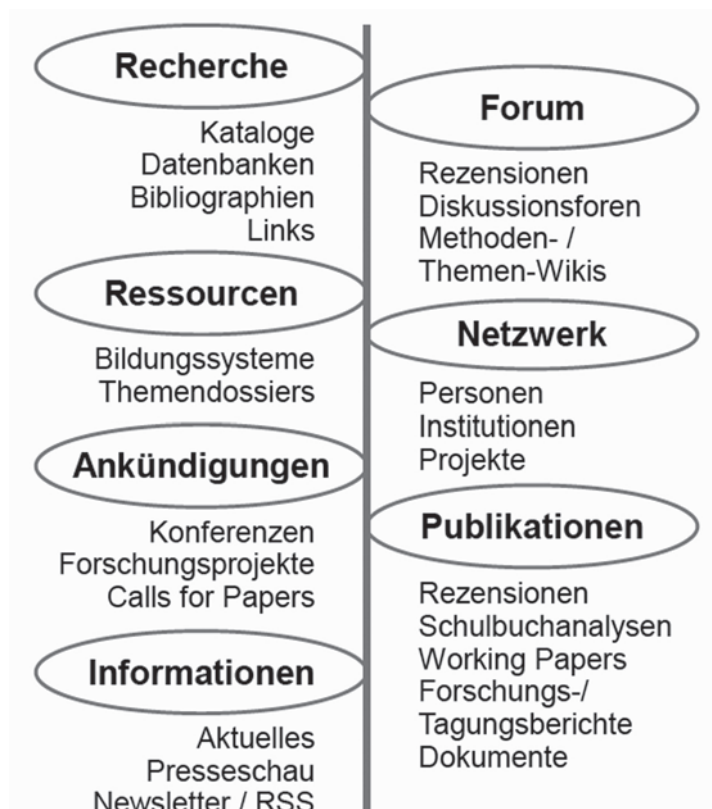 Recherche
Kataloge
Datenbanken
Bibliographien
Links
Ressourcen
Bildungssysteme
Themendossiers
Ankündigungen
Konferenzen
Forschungsprojekte
Calls for Papers
Informationen
Aktuelles
Presseschau
Newsletter / RSS
Forum
Rezensionen
Diskussionsforen
Methoden- /
Themen-Wikis
Netzwerk
Personen
Institutionen
Projekte
Publikationen
Rezensionen
Schulbuchanalysen
Working Papers
Forschungs-/
Tagungsberichte
Dokumente